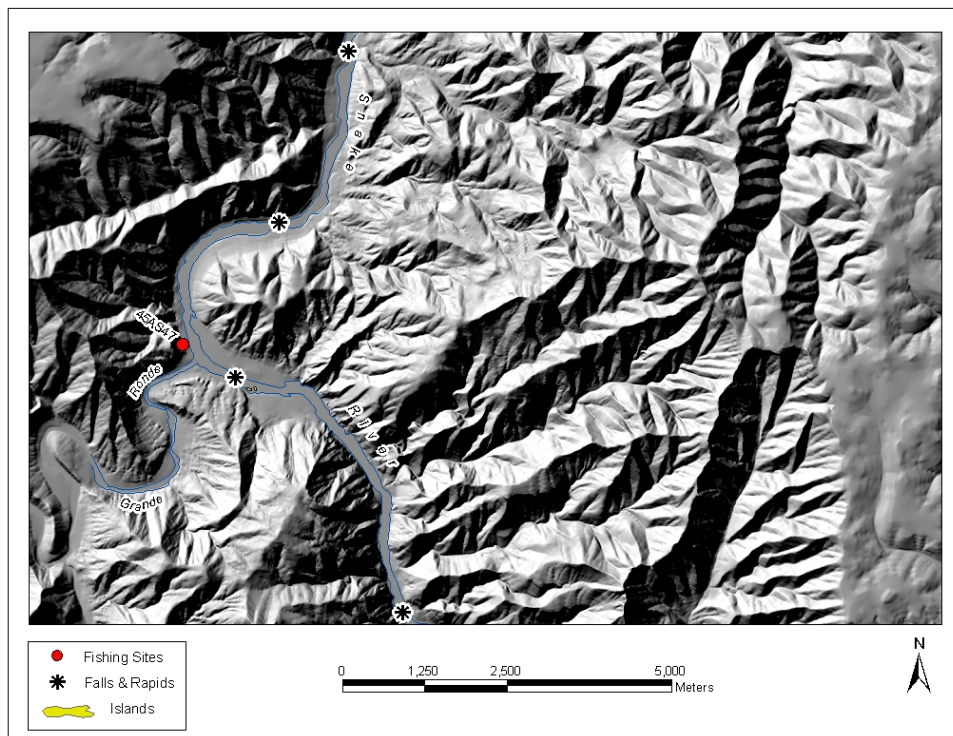 Snake
45AS47
Ronde
River
Grande
Fishing Sites
Falls & Rapids
Islands
0 1,250 2,500 5,000
Meters
N